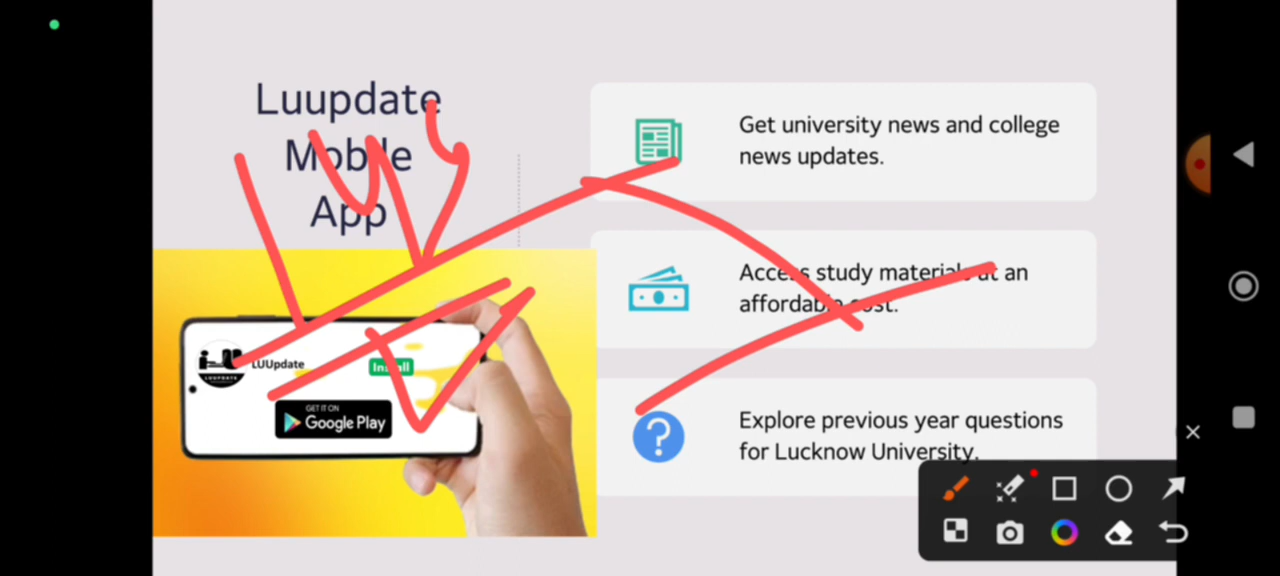 Luupdate
Mobile
App
Get university news and college
news updates.
Access study materials at an
affordable cost.
Explore previous year questions
for Lucknow University.
LUUpdate
Install
LUUPDATE
GET IT ON
Google Play